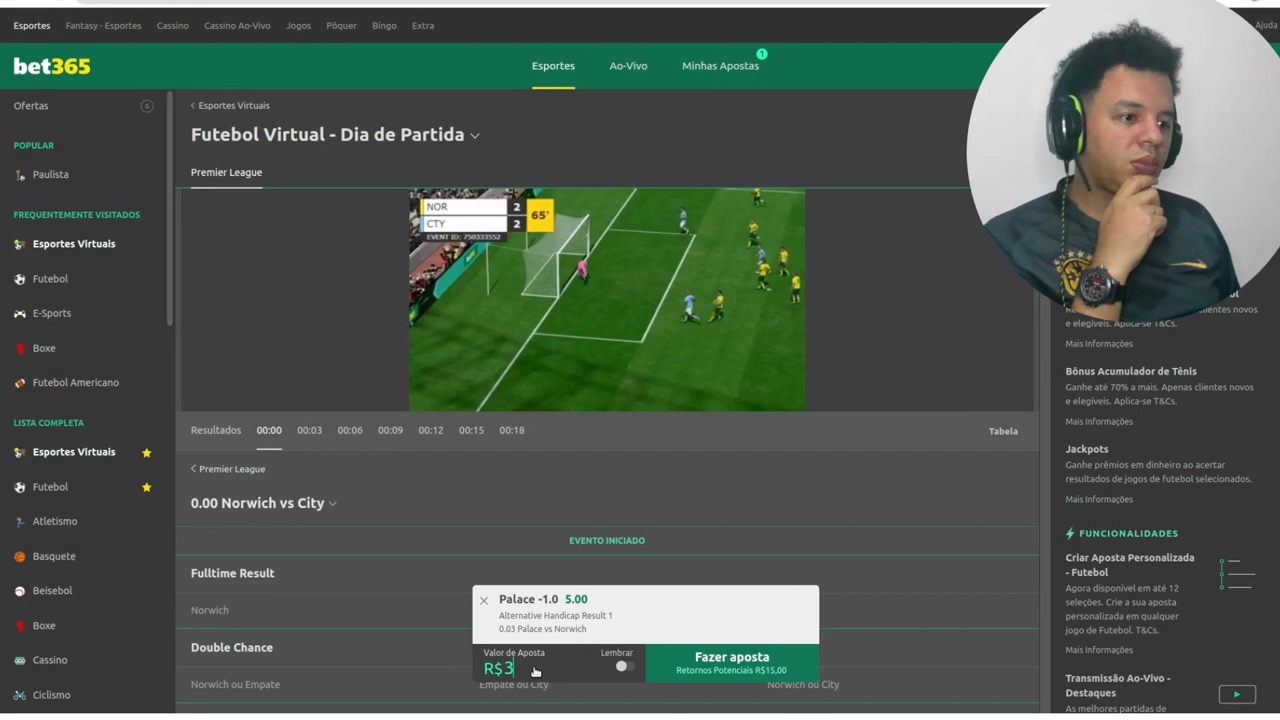 Esportes Fantasy - Esportes Cassino Cassino Ao-Vivo Jogos Pôquer Bingo Extra Ajuda
bet365
Esportes Ao-Vivo Minhas Apostas 1
Ofertas 5
POPULAR
Paulista
FREQUENTEMENTE VISITADOS
Esportes Virtuais
Futebol
E-Sports
Boxe
Futebol Americano
LISTA COMPLETA
Esportes Virtuais
Futebol
Atletismo
Basquete
Beisebol
Boxe
Cassino
Ciclismo
Esportes Virtuais
Futebol Virtual - Dia de Partida
Premier League
NOR 2
CTY 2
65'
EVENT ID: 750333552
Resultados 00:00 00:03 00:06 00:09 00:12 00:15 00:18 Tabela
Premier League
0.00 Norwich vs City
EVENTO INICIADO
Fulltime Result
Norwich
Double Chance
Norwich ou Empate Empate ou City Norwich ou City
Palace -1.0 5.00
Alternative Handicap Result 1
0.03 Palace vs Norwich
Valor de Aposta Lembrar
R$3
Fazer aposta
Retornos Potenciais R$15,00
e elegíveis. Aplica-se T&Cs.
Mais Informações
Bônus Acumulador de Tênis
Ganhe até 70% a mais. Apenas clientes novos
e elegíveis. Aplica-se T&Cs.
Mais Informações
Jackpots
Ganhe prêmios em dinheiro ao acertar
resultados de jogos de futebol selecionados.
Mais Informações
FUNCIONALIDADES
Criar Aposta Personalizada
- Futebol
Agora disponível em até 12
seleções. Crie a sua aposta
personalizada em qualquer
jogo de Futebol. T&Cs.
Mais Informações
Transmissão Ao-Vivo -
Destaques
As melhores partidas de